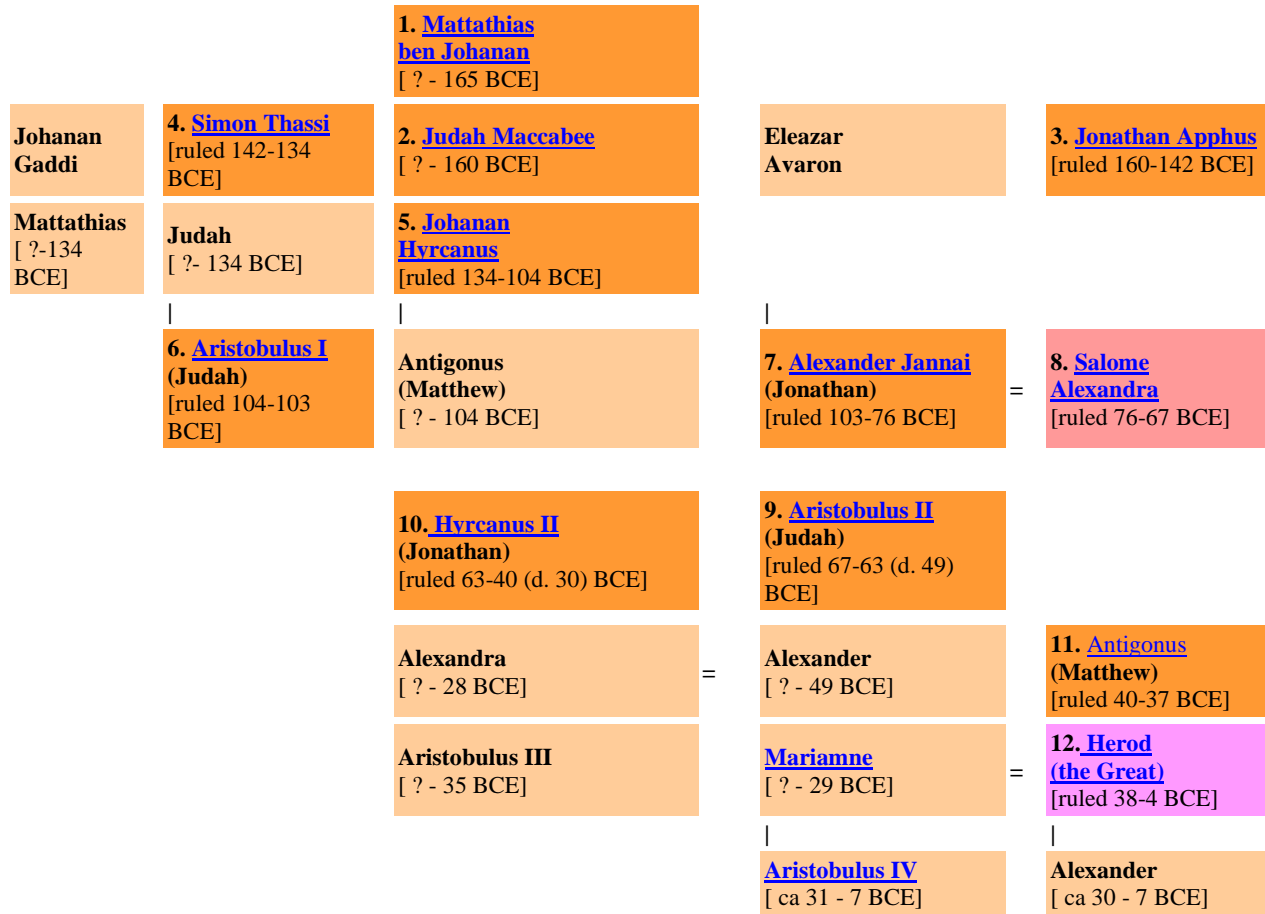 1. Mattathias
ben Johanan
[ ? - 165 BCE]
Johanan
Gaddi
4. Simon Thassi
[ruled 142-134
BCE]
2. Judah Maccabee
[ ? - 160 BCE]
Eleazar
Avaron
3. Jonathan Apphus
[ruled 160-142 BCE]
Mattathias
[ ?-134
BCE]
Judah
[ ?- 134 BCE]
5. Johanan
Hyrcanus
[ruled 134-104 BCE]
| | |
6. Aristobulus I
(Judah)
[ruled 104-103
BCE]
Antigonus
(Matthew)
[ ? - 104 BCE]
7. Alexander Jannai
(Jonathan)
[ruled 103-76 BCE]
=
8. Salome
Alexandra
[ruled 76-67 BCE]
10. Hyrcanus II
(Jonathan)
[ruled 63-40 (d. 30) BCE]
9. Aristobulus II
(Judah)
[ruled 67-63 (d. 49)
BCE]
Alexandra
[ ? - 28 BCE]
=
Alexander
[ ? - 49 BCE]
11. Antigonus
(Matthew)
[ruled 40-37 BCE]
Aristobulus III
[ ? - 35 BCE]
Mariamne
[ ? - 29 BCE]
=
12. Herod
(the Great)
[ruled 38-4 BCE]
| |
Aristobulus IV
[ ca 31 - 7 BCE]
Alexander
[ ca 30 - 7 BCE]